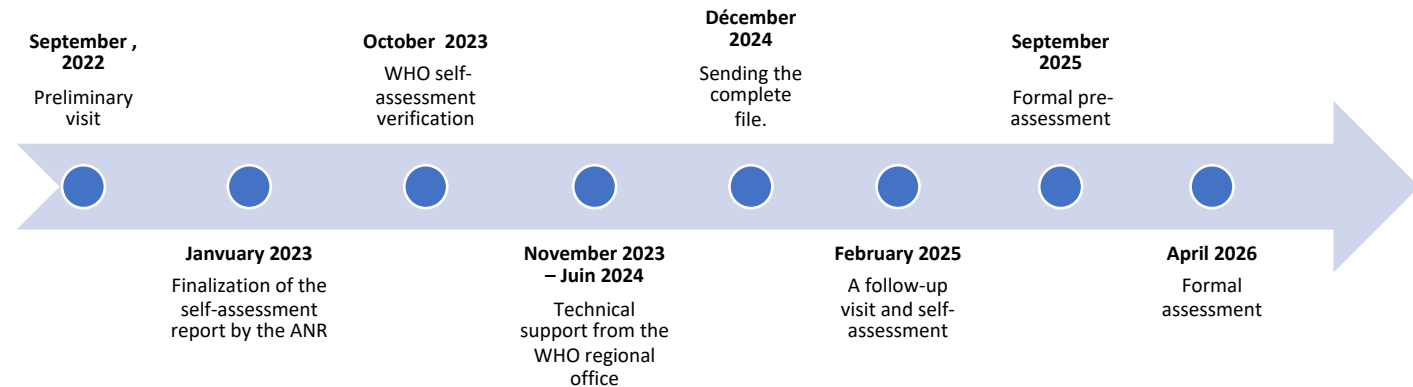 September ,
2022
Preliminary
visit
Janvuary 2023
Finalization of the
self-assessment
report by the ANR
October  2023
WHO self-
assessment
verification
November 2023
– Juin 2024
Technical
support from the
WHO regional
office
Décember
2024
Sending the
complete
file.
February 2025
A follow-up
visit and self-
assessment
September
2025
Formal pre-
assessment
April 2026
Formal
assessment